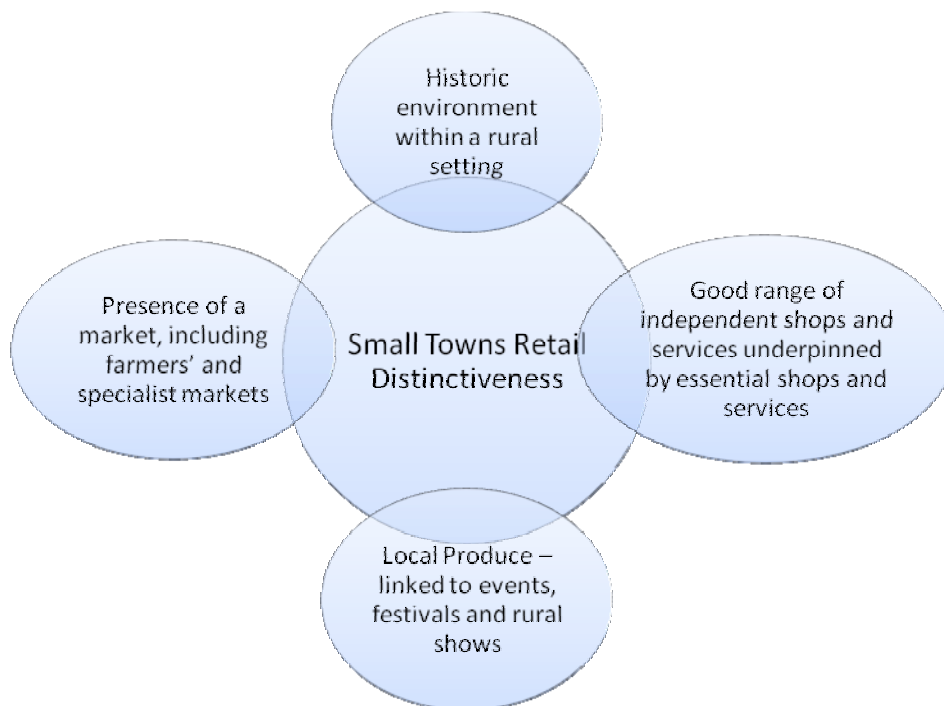 Historic
environment
within a rural
setting
Presence of a
market, including
farmers’ and
specialist markets
Small Towns Retail
Distinctiveness
Good range of
independent shops and
services underpinned
by essential shops and
services
Local Produce –
linked to events,
festivals and rural
shows